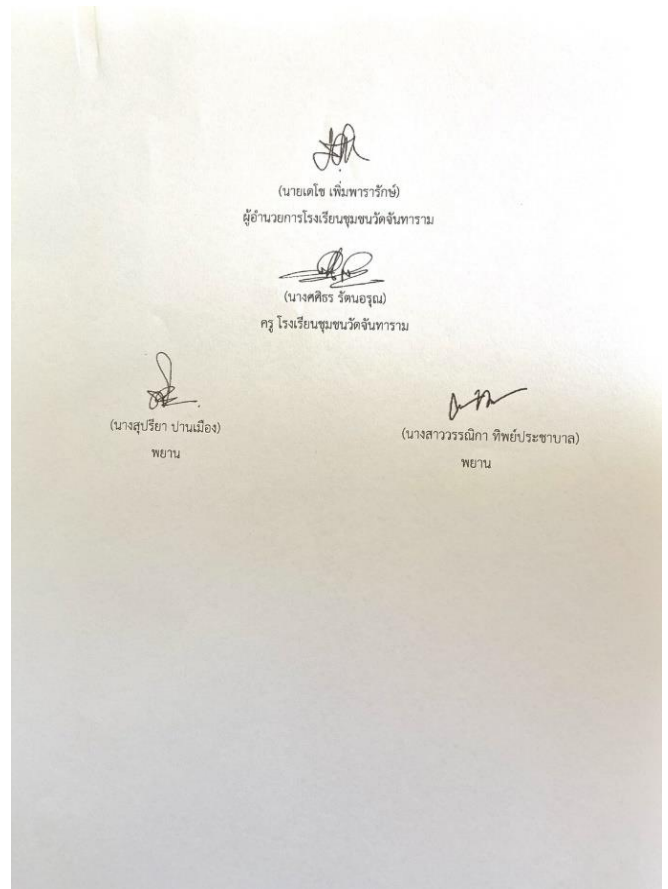 (นายเตโช เพิ่มพารารักษ์)
ผู้อำนวยการโรงเรียนชุมชนวัดจันทาราม
(นางศศิธร รัตนอรุณ)
ครู โรงเรียนชุมชนวัดจันทาราม
(นางสุปรียา ปานเมือง)
พยาน
(นางสาววรรณิกา ทิพย์ประชาบาล)
พยาน